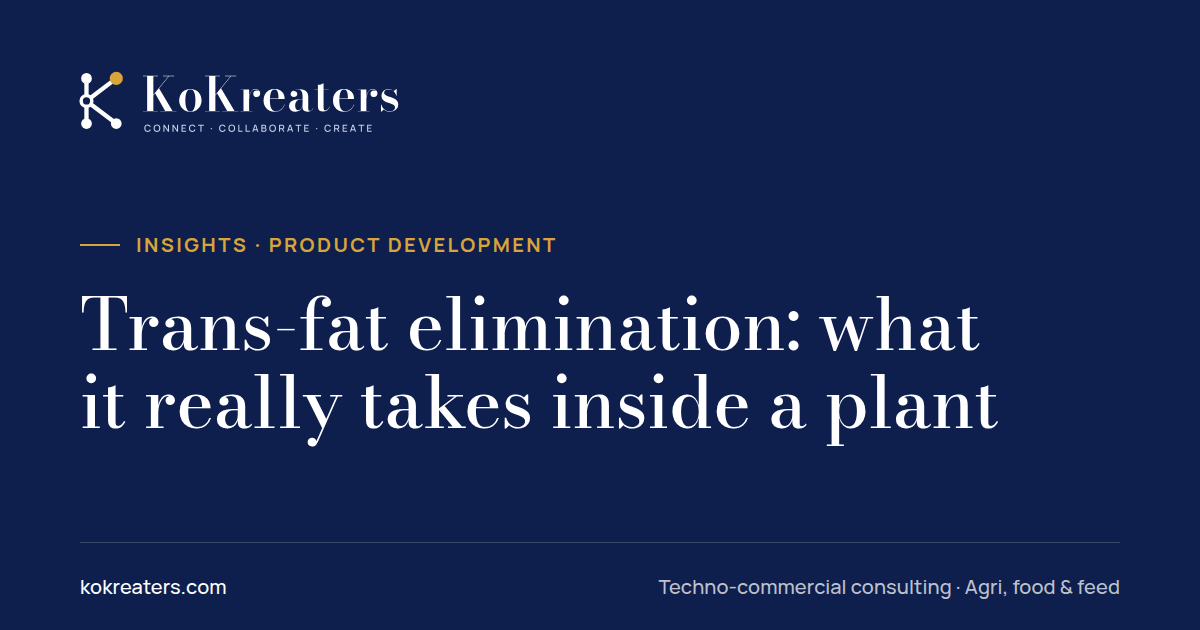 KoKreaters
CONNECT · COLLABORATE · CREATE
INSIGHTS · PRODUCT DEVELOPMENT
Trans-fat elimination: what
it really takes inside a plant
kokreaters.com
Techno-commercial consulting · Agri, food & feed